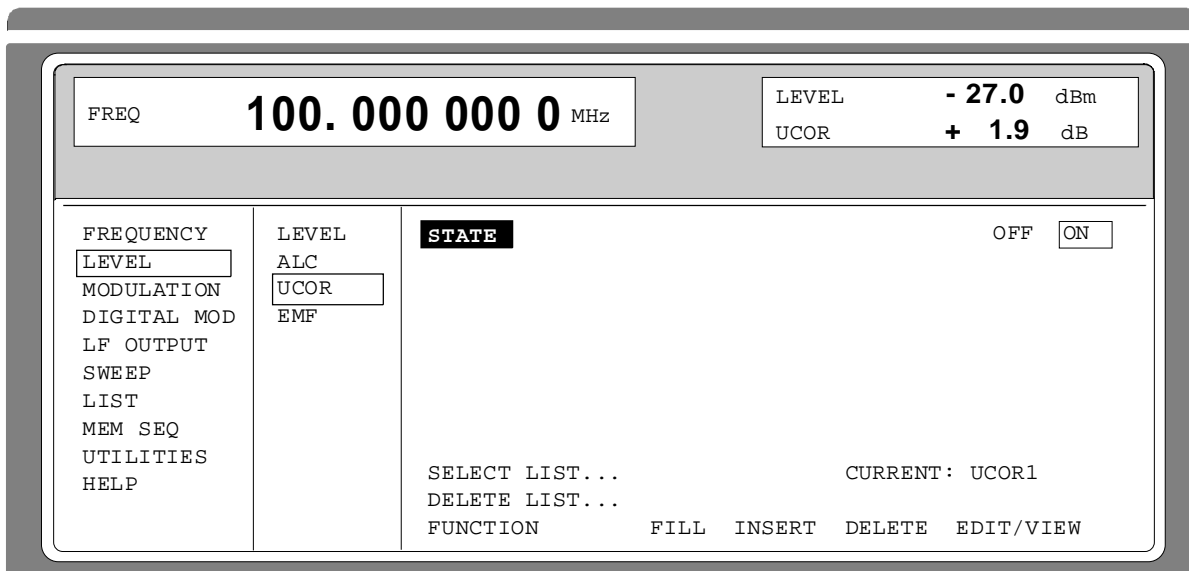 FREQ 100. 000 000 0 MHz
LEVEL - 27.0 dBm
UCOR + 1.9 dB
FREQUENCY
LEVEL
MODULATION
DIGITAL MOD
LF OUTPUT
SWEEP
LIST
MEM SEQ
UTILITIES
HELP
LEVEL
ALC
UCOR
EMF
STATE OFF ON
SELECT LIST... CURRENT: UCOR1
DELETE LIST...
FUNCTION FILL INSERT DELETE EDIT/VIEW